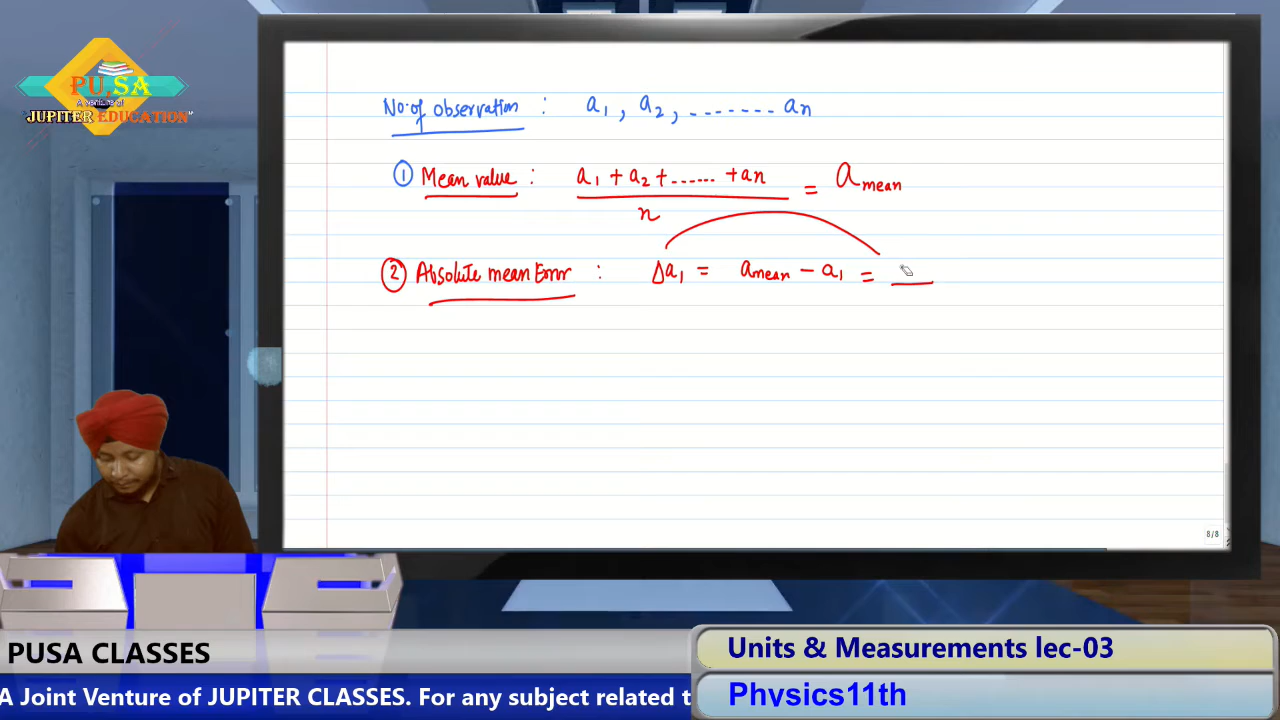 PU,SA
A venture of
"JUPITER EDUCATION"
No. of observation : a1, a2, ....... an
① Mean value : a1 + a2 + ...... + an / n = amean
② Absolute mean Error : Δa1 = amean − a1 =
8/8
PUSA CLASSES
Units & Measurements lec-03
A Joint Venture of JUPITER CLASSES. For any subject related t
Physics11th